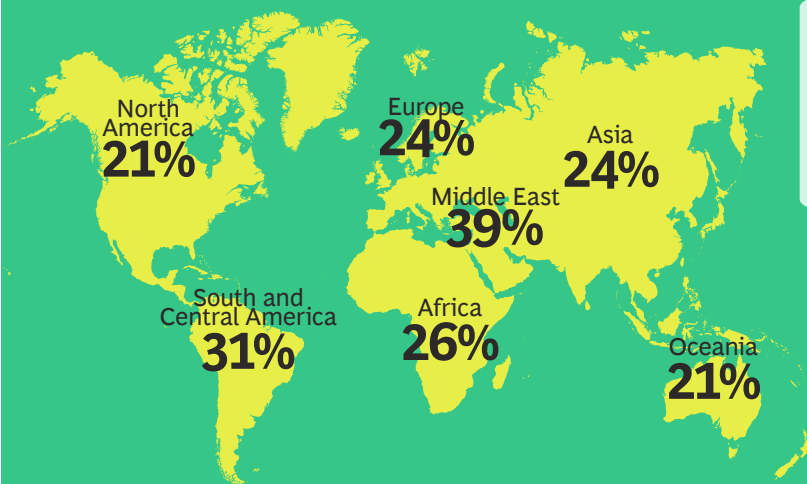 North
America
21%
Europe
24%
Asia
24%
Middle East
39%
South and
Central America
31%
Africa
26%
Oceania
21%